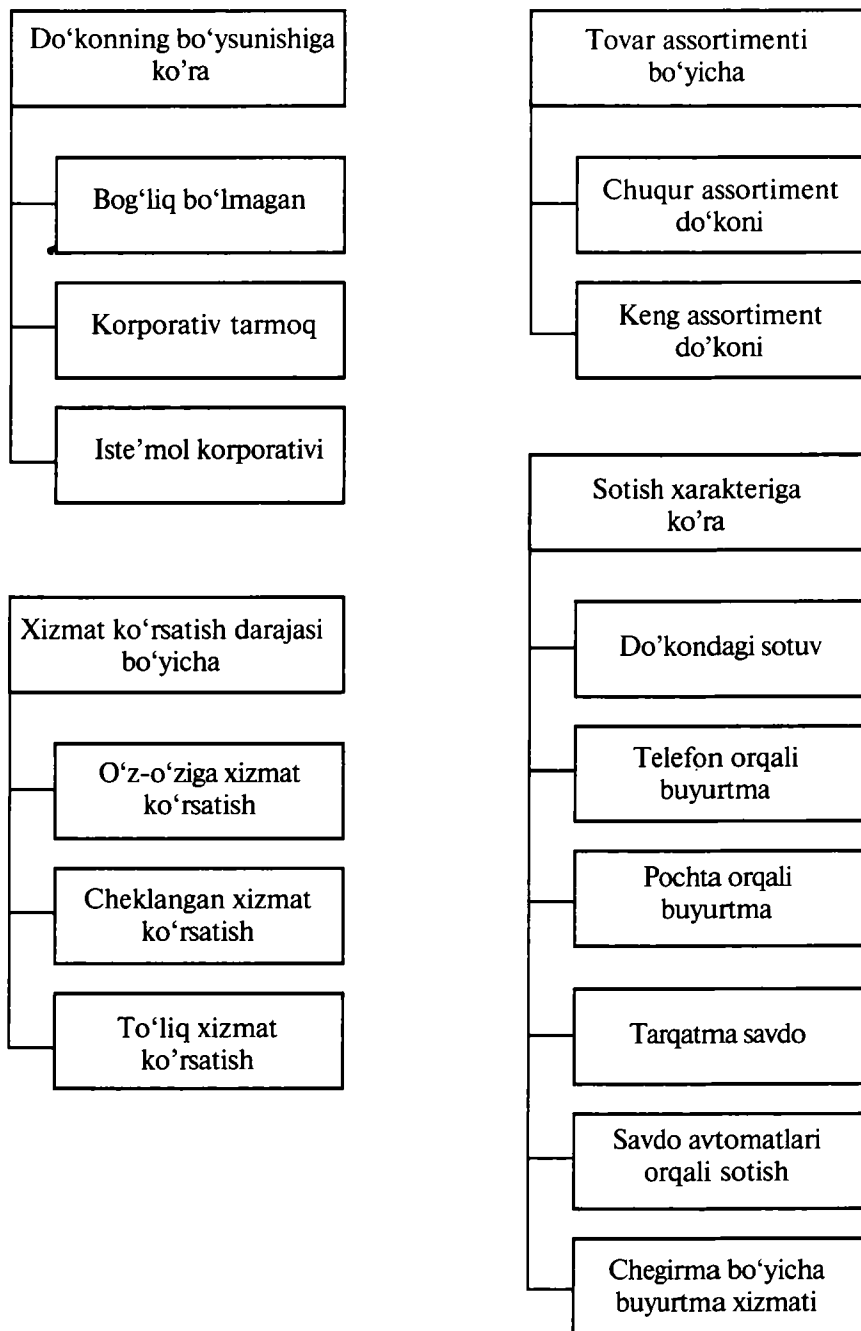 Do‘konning bo‘ysunishiga
ko’ra
Bog‘liq bo‘lmagan
Korporativ tarmoq
Iste’mol korporativi
Xizmat ko‘rsatish darajasi
bo‘yicha
O‘z-o‘ziga xizmat
ko‘rsatish
Cheklangan xizmat
ko‘rsatish
To‘liq xizmat
ko’rsatish
Tovar assortimenti
bo‘yicha
Chuqur assortiment
do‘koni
Keng assortiment
do’koni
Sotish xarakteriga
ko’ra
Do’kondagi sotuv
Telefon orqali
buyurtma
Pochta orqali
buyurtma
Tarqatma savdo
Savdo avtomatlari
orqali sotish
Chegirma bo‘yicha
buyurtma xizmati